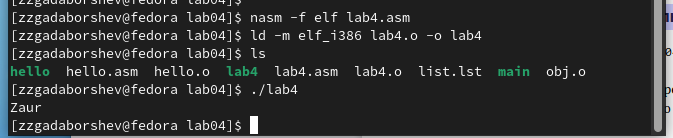 [zzgadaborshev@fedora lab04]$ nasm -f elf lab4.asm
[zzgadaborshev@fedora lab04]$ ld -m elf_i386 lab4.o -o lab4
[zzgadaborshev@fedora lab04]$ ls
hello  hello.asm  hello.o  lab4  lab4.asm  lab4.o  list.lst  main  obj.o
[zzgadaborshev@fedora lab04]$ ./lab4
Zaur
[zzgadaborshev@fedora lab04]$